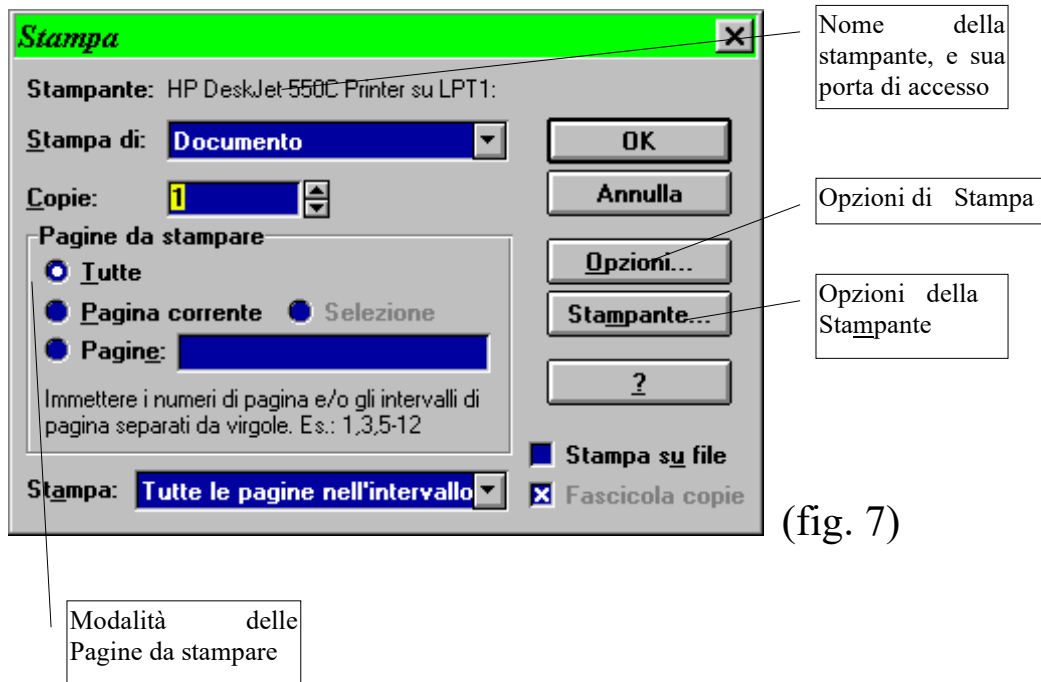 Stampa
Stampante: HP DeskJet 550C Printer su LPT1:
Stampa di: Documento
OK
Copie: 1
Annulla
Pagine da stampare
Tutte
Opzioni...
Pagina corrente
Selezione
Stampante...
Pagine:
?
Immettere i numeri di pagina e/o gli intervalli di
pagina separati da virgole. Es.: 1,3,5-12
Stampa su file
Stampa: Tutte le pagine nell'intervallo
Fascicola copie
Nome della
stampante, e sua
porta di accesso
Opzioni di Stampa
Opzioni della
Stampante
(fig. 7)
Modalità delle
Pagine da stampare